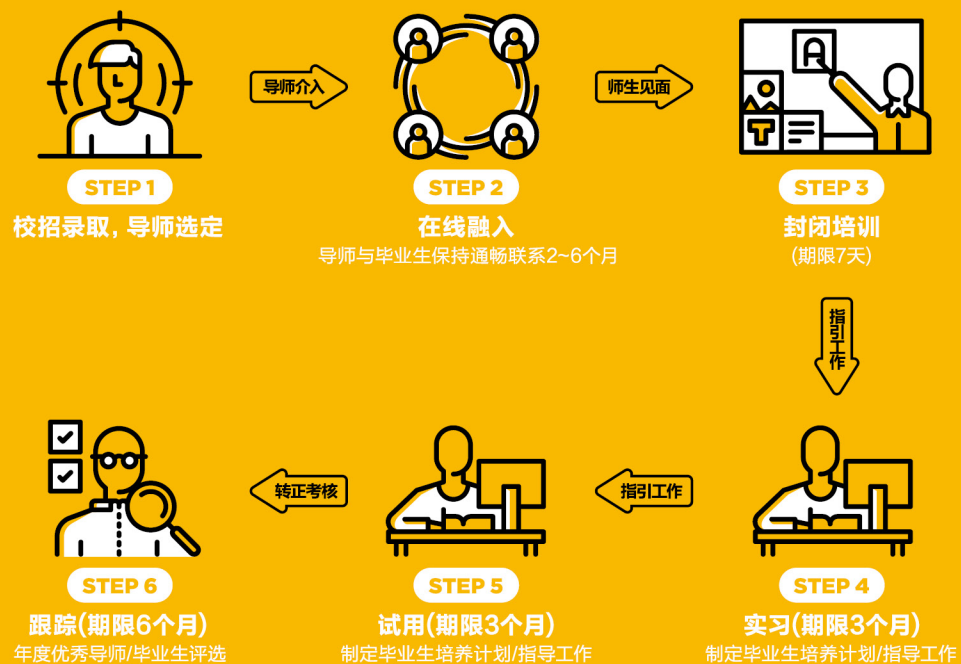 导师介入
师生见面
A
T
STEP 1
STEP 2
STEP 3
校招录取，导师选定
在线融入
封闭培训
导师与毕业生保持通畅联系2~6个月
(期限7天)
指引工作
转正考核
指引工作
STEP 6
STEP 5
STEP 4
跟踪(期限6个月)
试用(期限3个月)
实习(期限3个月)
年度优秀导师/毕业生评选
制定毕业生培养计划/指导工作
制定毕业生培养计划/指导工作